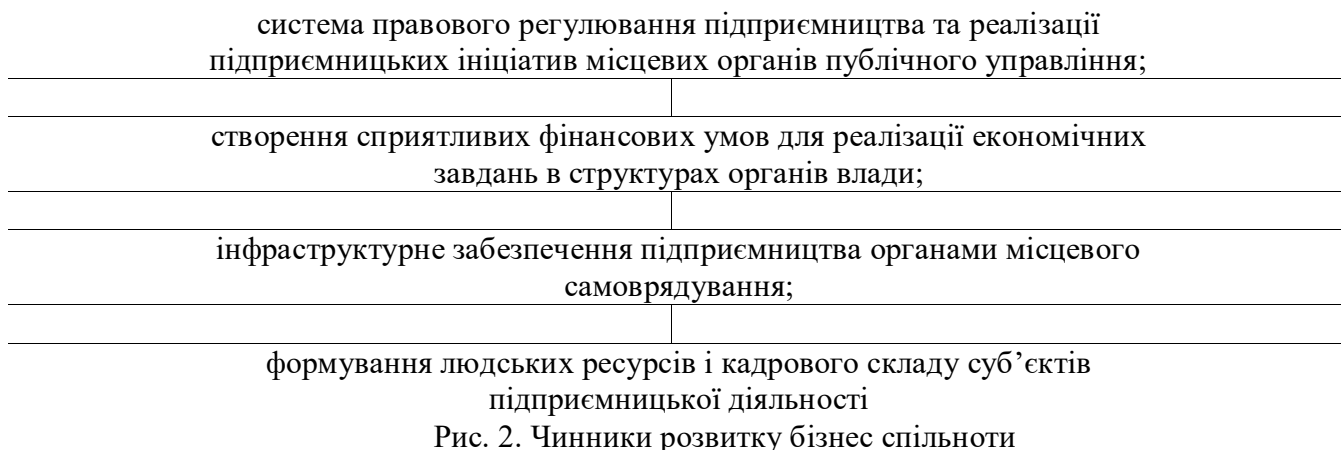 система правового регулювання підприємництва та реалізації
підприємницьких ініціатив місцевих органів публічного управління;
створення сприятливих фінансових умов для реалізації економічних
завдань в структурах органів влади;
інфраструктурне забезпечення підприємництва органами місцевого
самоврядування;
формування людських ресурсів і кадрового складу суб’єктів
підприємницької діяльності
Рис. 2. Чинники розвитку бізнес спільноти